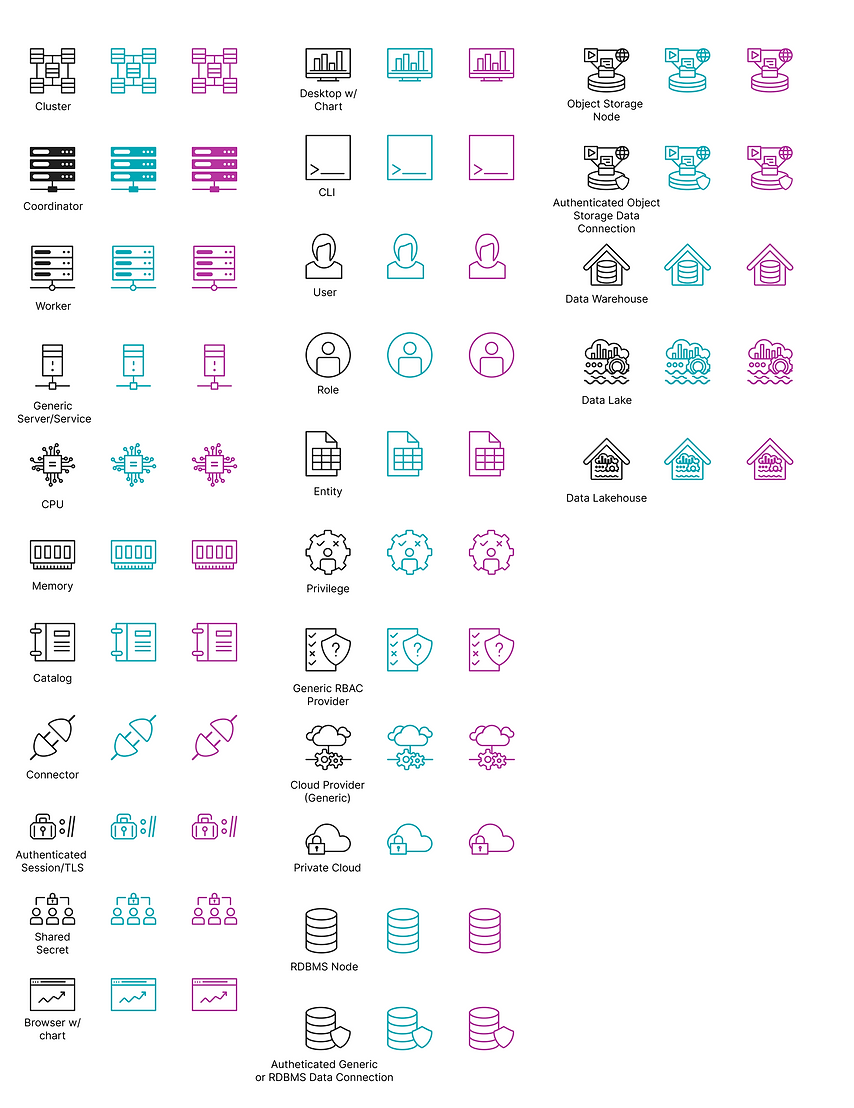 Cluster
Coordinator
Worker
Generic
Server/Service
CPU
Memory
Catalog
Connector
Authenticated
Session/TLS
Shared
Secret
Browser w/
chart
Desktop w/
Chart
CLI
User
Role
Entity
Privilege
Generic RBAC
Provider
Cloud Provider
(Generic)
Private Cloud
RDBMS Node
Autheticated Generic
or RDBMS Data Connection
Object Storage
Node
Authenticated Object
Storage Data
Connection
Data Warehouse
Data Lake
Data Lakehouse